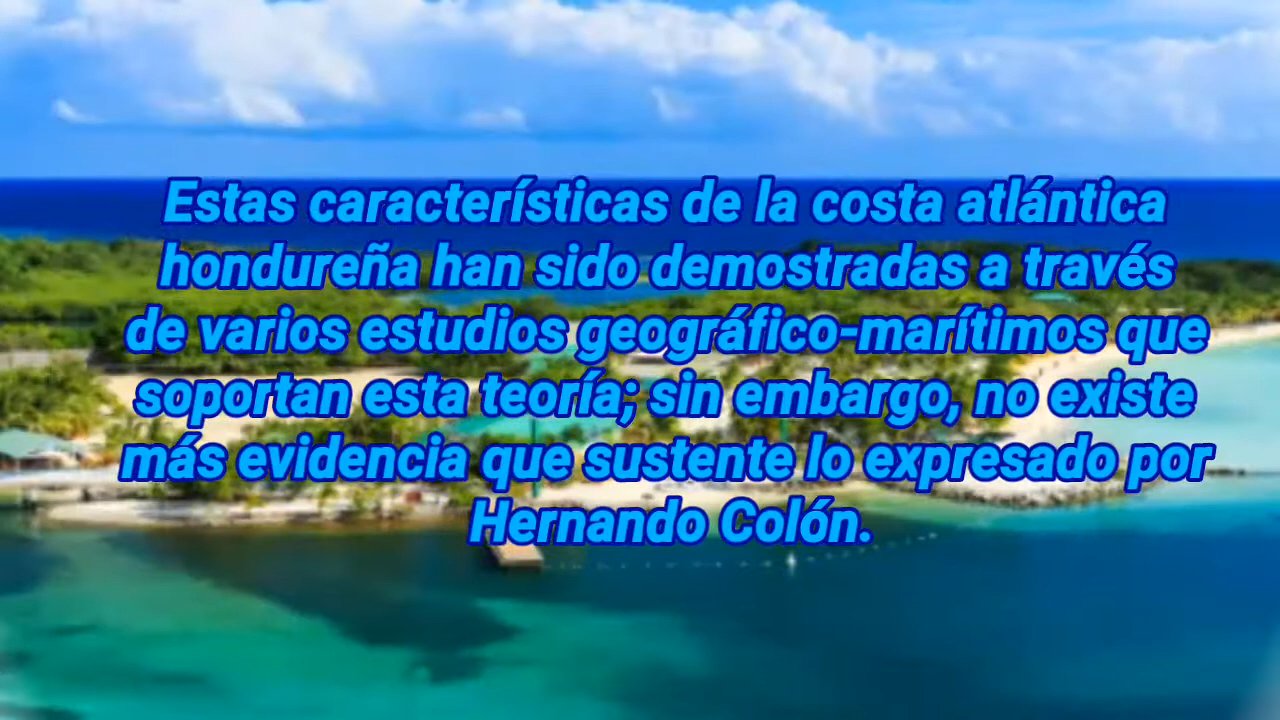 Estas características de la costa atlántica
hondureña han sido demostradas a través
de varios estudios geográfico-marítimos que
soportan esta teoría; sin embargo, no existe
más evidencia que sustente lo expresado por
Hernando Colón.